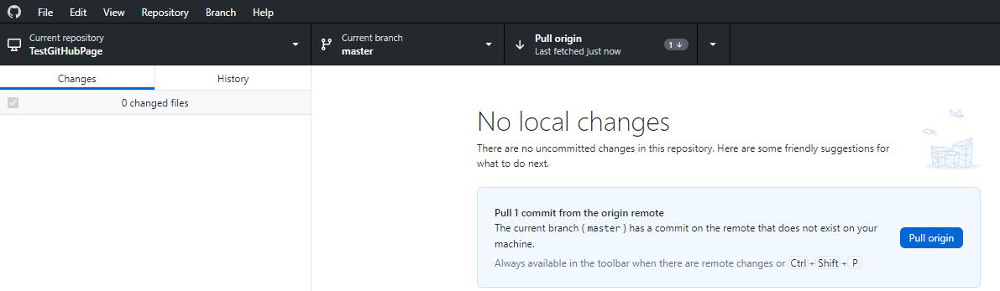 File Edit View Repository Branch Help
Current repository
TestGitHubPage
Current branch
master
Pull origin
Last fetched just now
1
Changes
History
0 changed files
No local changes
There are no uncommitted changes in this repository. Here are some friendly suggestions for
what to do next.
Pull 1 commit from the origin remote
The current branch ( master ) has a commit on the remote that does not exist on your
machine.
Always available in the toolbar when there are remote changes or Ctrl + Shift + P
Pull origin